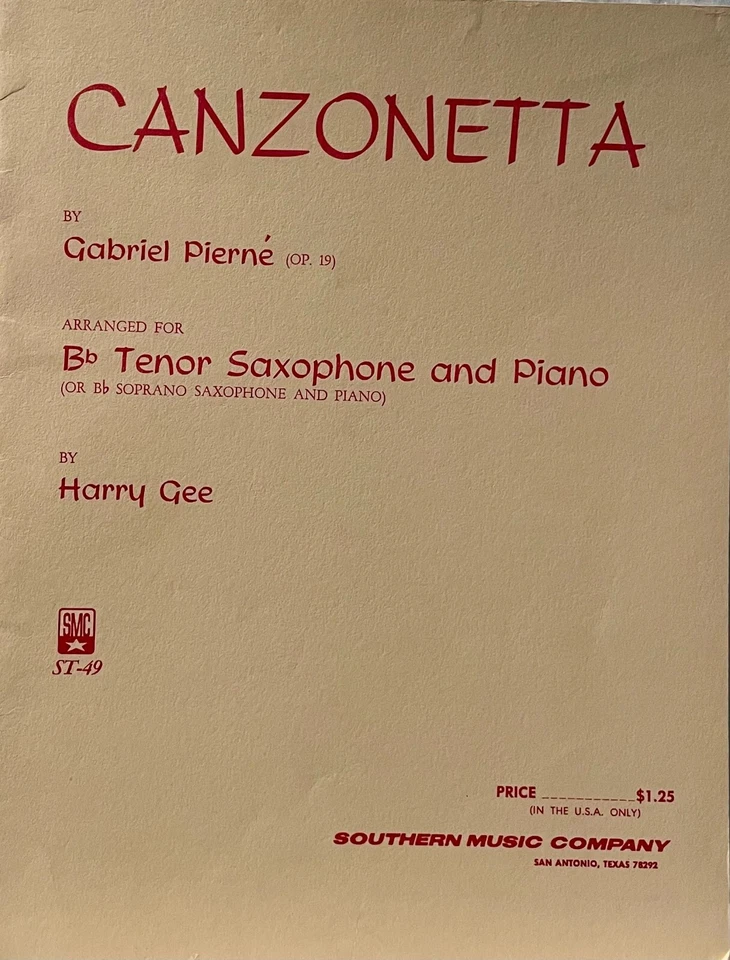 CANZONETTA
BY
Gabriel Pierné (OP. 19)
ARRANGED FOR
B♭ Tenor Saxophone and Piano
(OR B♭ SOPRANO SAXOPHONE AND PIANO)
BY
Harry Gee
SMC
ST-49
PRICE ___________$1.25
(IN THE U.S.A. ONLY)
SOUTHERN MUSIC COMPANY
SAN ANTONIO, TEXAS 78292